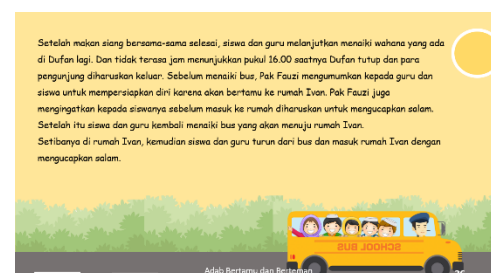 Setelah makan siang bersama-sama selesai, siswa dan guru melanjutkan menaiki wahana yang ada
di Dufan lagi. Dan tidak terasa jam menunjukkan pukul 16.00 saatnya Dufan tutup dan para
pengunjung diharuskan keluar. Sebelum menaiki bus, Pak Fauzi mengumumkan kepada guru dan
siswa untuk mempersiapkan diri karena akan bertamu ke rumah Ivan. Pak Fauzi juga
mengingatkan kepada siswanya sebelum masuk ke rumah diharuskan untuk mengucapkan salam.
Setelah itu siswa dan guru kembali menaiki bus yang akan menuju rumah Ivan.
Setibanya di rumah Ivan, kemudian siswa dan guru turun dari bus dan masuk rumah Ivan dengan
mengucapkan salam.
SCHOOL BUS
Adab Bertamu dan Berteman